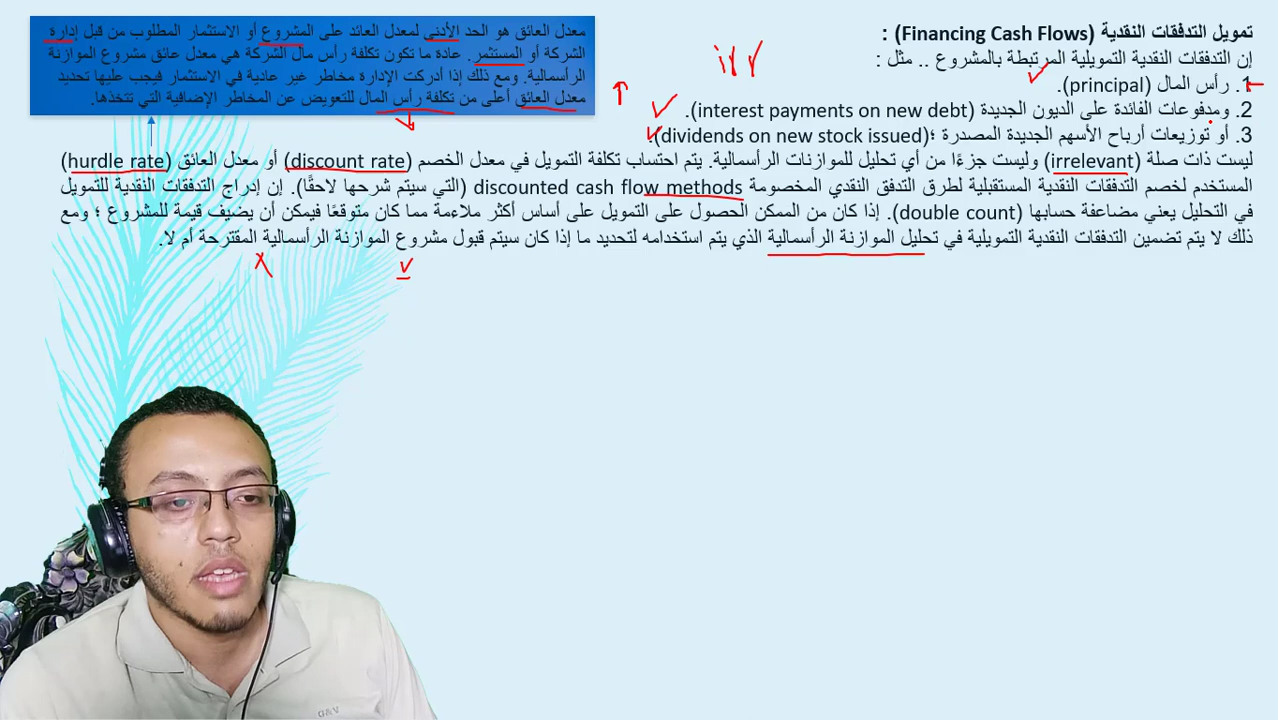 تمويل التدفقات النقدية (Financing Cash Flows) :
إن التدفقات النقدية التمويلية المرتبطة بالمشروع .. مثل :
1. رأس المال (principal).
2. ومدفوعات الفائدة على الديون الجديدة (interest payments on new debt).
3. أو توزيعات أرباح الأسهم الجديدة المصدرة ؛(dividends on new stock issued).
ليست ذات صلة (irrelevant) وليست جزءًا من أي تحليل للموازنات الرأسمالية. يتم احتساب تكلفة التمويل في معدل الخصم (discount rate) أو معدل العائق (hurdle rate)
المستخدم لخصم التدفقات النقدية المستقبلية لطرق التدفق النقدي المخصومة discounted cash flow methods (التي سيتم شرحها لاحقًا). إن إدراج التدفقات النقدية للتمويل
في التحليل يعني مضاعفة حسابها (double count). إذا كان من الممكن الحصول على التمويل على أساس أكثر ملاءمة مما كان متوقعًا فيمكن أن يضيف قيمة للمشروع ؛ ومع
ذلك لا يتم تضمين التدفقات النقدية التمويلية في تحليل الموازنة الرأسمالية الذي يتم استخدامه لتحديد ما إذا كان سيتم قبول مشروع الموازنة الرأسمالية المقترحة أم لا.
irr
معدل العائق هو الحد الأدنى لمعدل العائد على المشروع أو الاستثمار المطلوب من قبل إدارة
الشركة أو المستثمر. عادة ما تكون تكلفة رأس مال الشركة هي معدل عائق مشروع الموازنة
الرأسمالية. ومع ذلك إذا أدركت الإدارة مخاطر غير عادية في الاستثمار فيجب عليها تحديد
معدل العائق أعلى من تكلفة رأس المال للتعويض عن المخاطر الإضافية التي تتخذها.